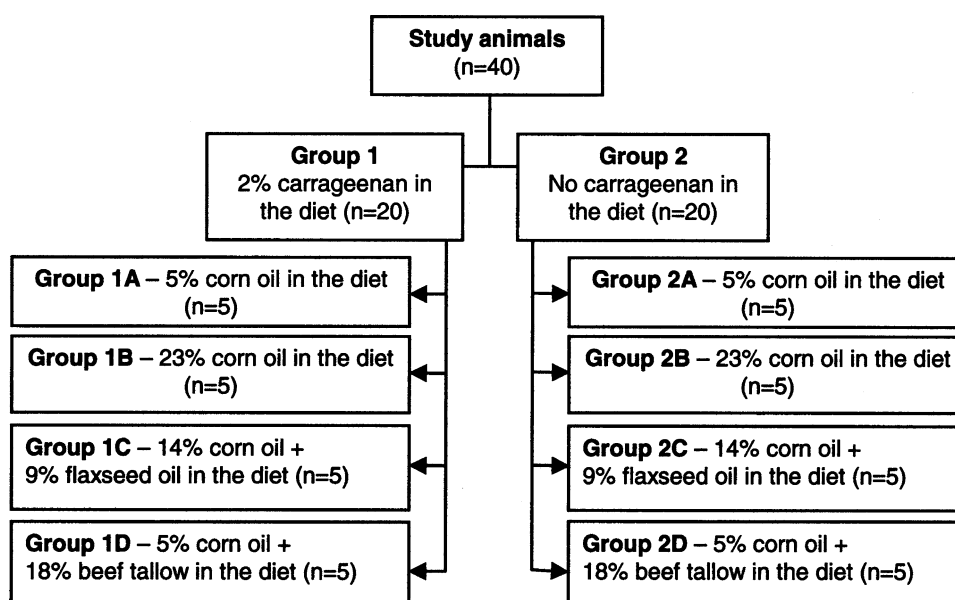 Study animals
(n=40)
Group 1
2% carrageenan in
the diet (n=20)
Group 2
No carrageenan in
the diet (n=20)
Group 1A – 5% corn oil in the diet
(n=5)
Group 1B – 23% corn oil in the diet
(n=5)
Group 1C – 14% corn oil +
9% flaxseed oil in the diet (n=5)
Group 1D – 5% corn oil +
18% beef tallow in the diet (n=5)
Group 2A – 5% corn oil in the diet
(n=5)
Group 2B – 23% corn oil in the diet
(n=5)
Group 2C – 14% corn oil +
9% flaxseed oil in the diet (n=5)
Group 2D – 5% corn oil +
18% beef tallow in the diet (n=5)